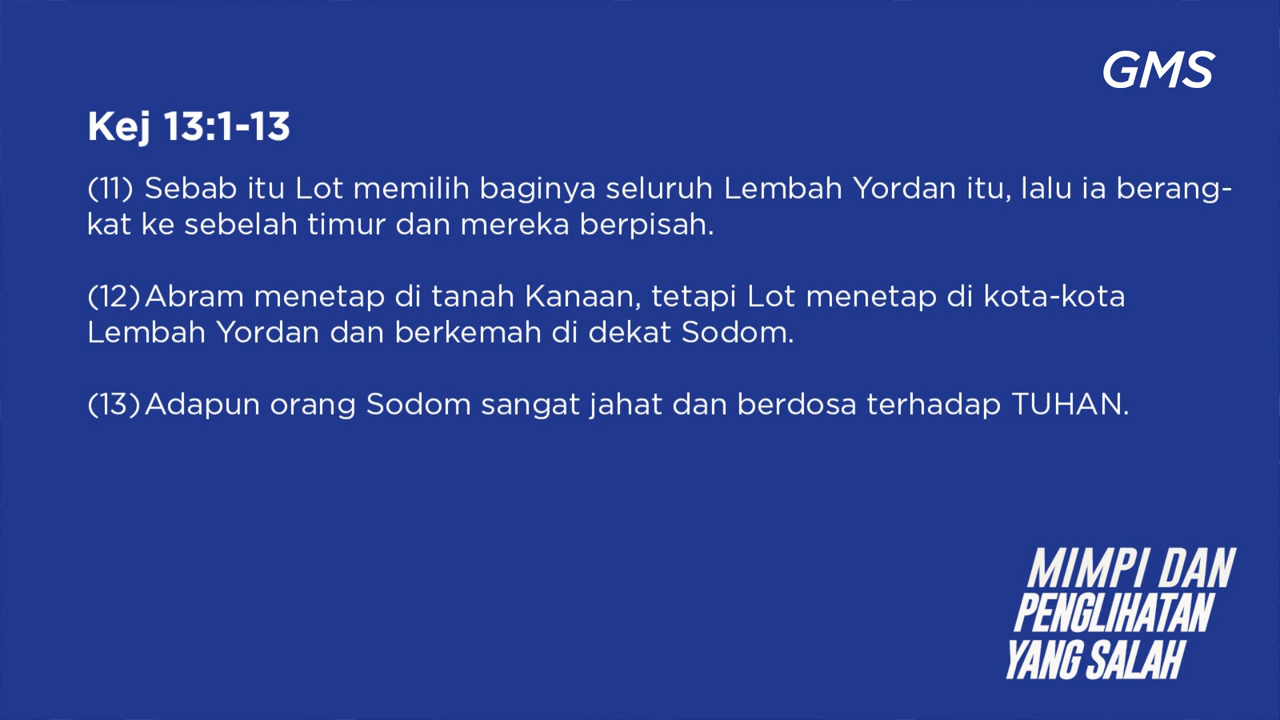 GMS
Kej 13:1-13
(11) Sebab itu Lot memilih baginya seluruh Lembah Yordan itu, lalu ia berang-
kat ke sebelah timur dan mereka berpisah.
(12) Abram menetap di tanah Kanaan, tetapi Lot menetap di kota-kota
Lembah Yordan dan berkemah di dekat Sodom.
(13) Adapun orang Sodom sangat jahat dan berdosa terhadap TUHAN.
MIMPI DAN
PENGLIHATAN
YANG SALAH